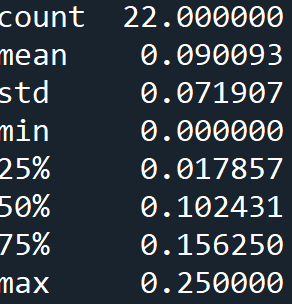 count 22.000000
mean 0.090093
std 0.071907
min 0.000000
25% 0.017857
50% 0.102431
75% 0.156250
max 0.250000